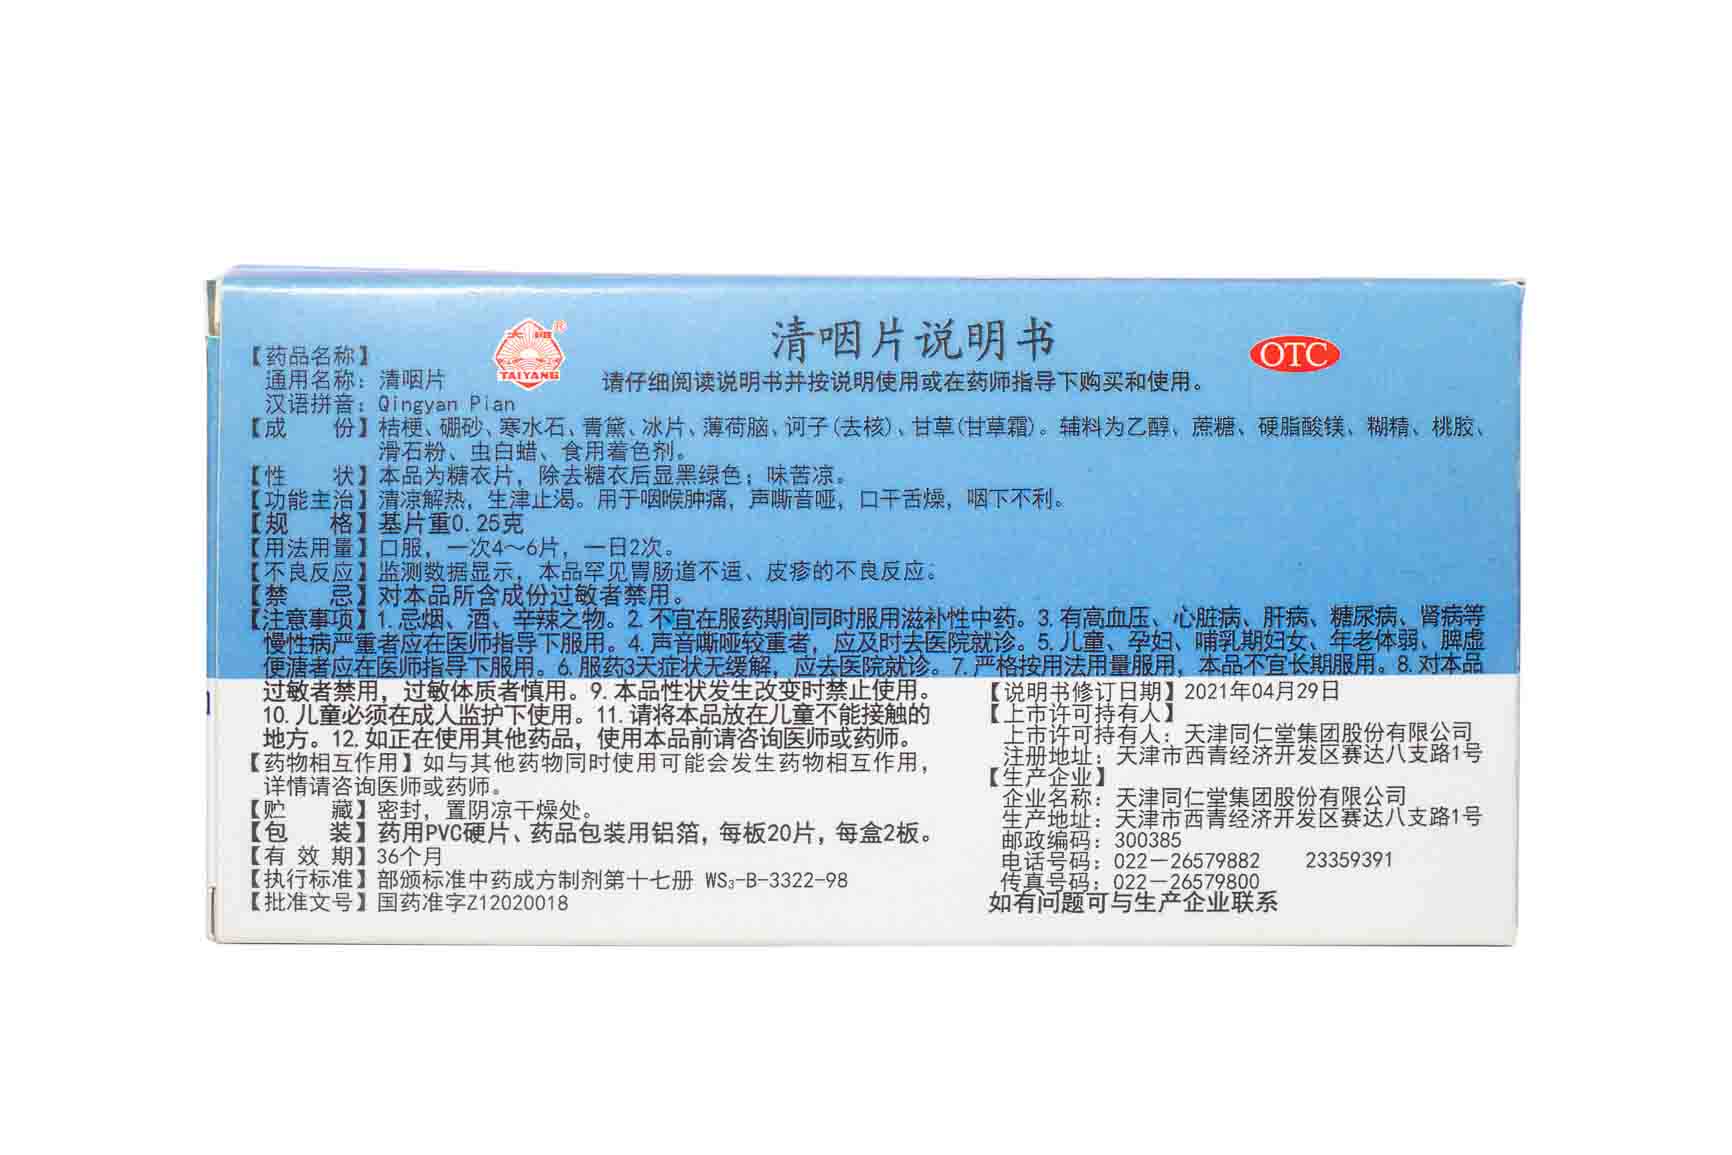 清咽片说明书
太阳
R
TAIYANG
OTC
请仔细阅读说明书并按说明使用或在药师指导下购买和使用。
【药品名称】
通用名称：清咽片
汉语拼音：Qingyan Pian
【成　　份】桔梗、硼砂、寒水石、青黛、冰片、薄荷脑、诃子(去核)、甘草(甘草霜)。辅料为乙醇、蔗糖、硬脂酸镁、糊精、桃胶、
滑石粉、虫白蜡、食用着色剂。
【性　　状】本品为糖衣片，除去糖衣后显黑绿色；味苦凉。
【功能主治】清凉解热，生津止渴。用于咽喉肿痛，声嘶音哑，口干舌燥，咽下不利。
【规　　格】基片重0.25克
【用法用量】口服，一次4～6片，一日2次。
【不良反应】监测数据显示，本品罕见胃肠道不适、皮疹的不良反应。
【禁　　忌】对本品所含成份过敏者禁用。
【注意事项】1.忌烟、酒、辛辣之物。2.不宜在服药期间同时服用滋补性中药。3.有高血压、心脏病、肝病、糖尿病、肾病等
慢性病严重者应在医师指导下服用。4.声音嘶哑较重者，应及时去医院就诊。5.儿童、孕妇、哺乳期妇女、年老体弱、脾虚
便溏者应在医师指导下服用。6.服药3天症状无缓解，应去医院就诊。7.严格按用法用量服用，本品不宜长期服用。8.对本品
过敏者禁用，过敏体质者慎用。9.本品性状发生改变时禁止使用。
10.儿童必须在成人监护下使用。11.请将本品放在儿童不能接触的
地方。12.如正在使用其他药品，使用本品前请咨询医师或药师。
【药物相互作用】如与其他药物同时使用可能会发生药物相互作用，
详情请咨询医师或药师。
【贮　　藏】密封，置阴凉干燥处。
【包　　装】药用PVC硬片、药品包装用铝箔，每板20片，每盒2板。
【有 效 期】36个月
【执行标准】部颁标准中药成方制剂第十七册 WS₃-B-3322-98
【批准文号】国药准字Z12020018
【说明书修订日期】2021年04月29日
【上市许可持有人】
上市许可持有人：天津同仁堂集团股份有限公司
注册地址：天津市西青经济开发区赛达八支路1号
【生产企业】
企业名称：天津同仁堂集团股份有限公司
生产地址：天津市西青经济开发区赛达八支路1号
邮政编码：300385
电话号码：022－26579882　23359391
传真号码：022－26579800
如有问题可与生产企业联系